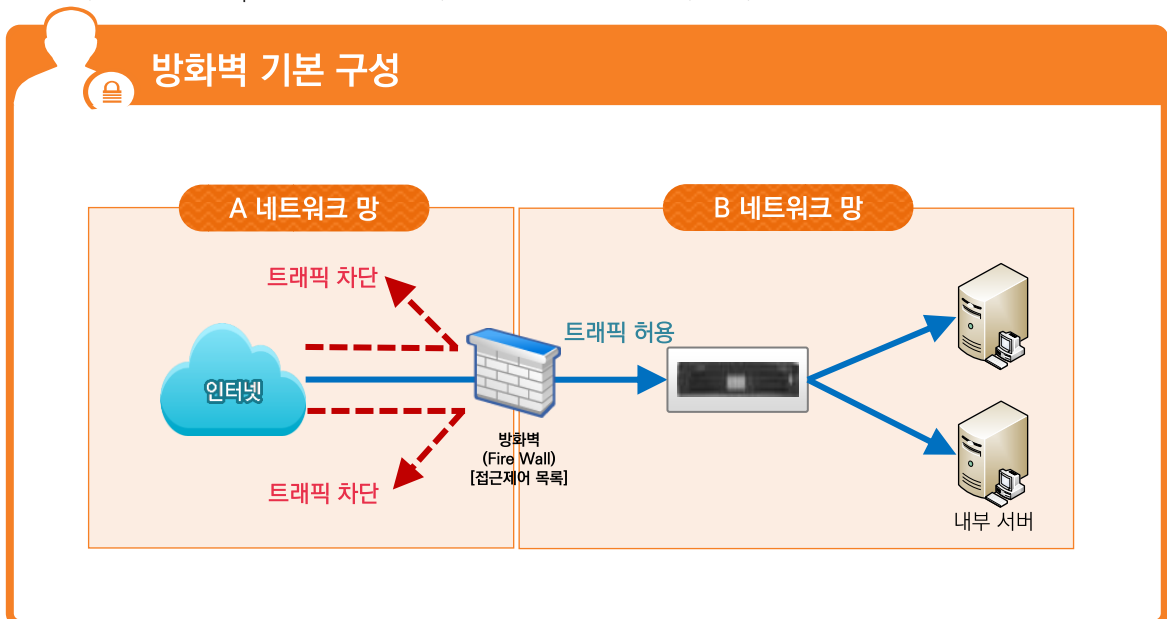 방화벽 기본 구성
A 네트워크 망
B 네트워크 망
트래픽 차단
트래픽 허용
인터넷
방화벽
(Fire Wall)
[접근제어 목록]
트래픽 차단
내부 서버